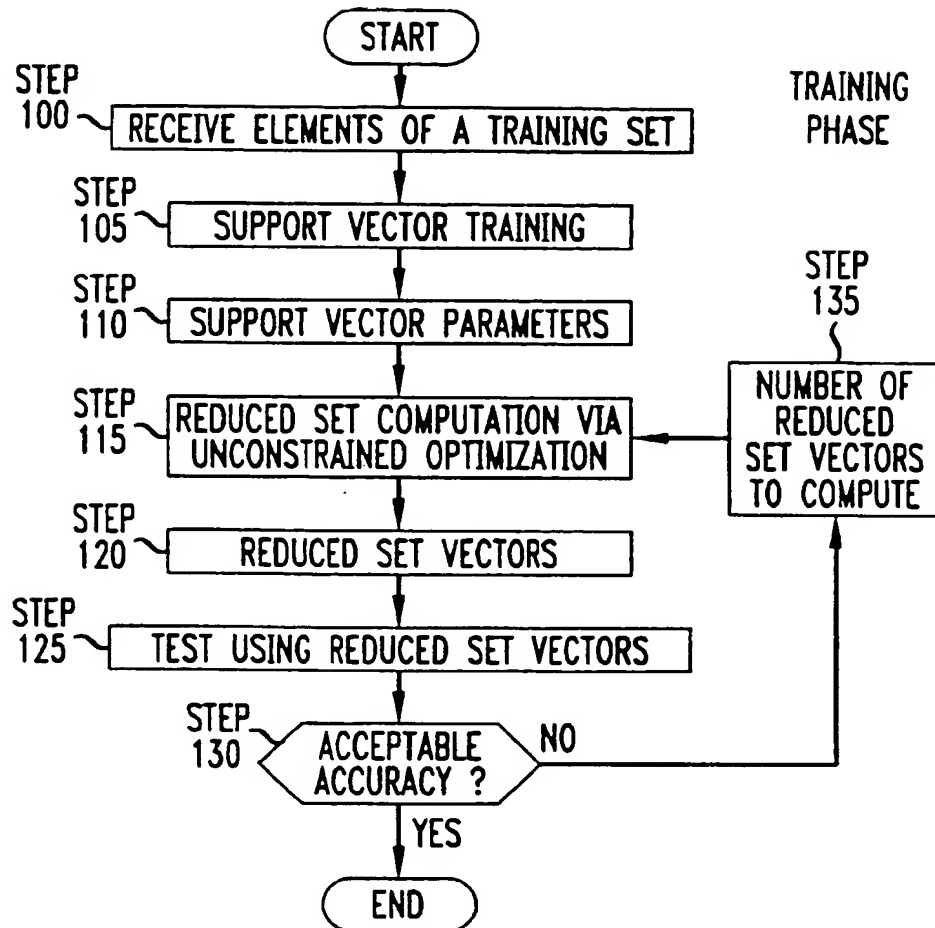 START
STEP
100
RECEIVE ELEMENTS OF A TRAINING SET
TRAINING
PHASE
STEP
105
SUPPORT VECTOR TRAINING
STEP
110
SUPPORT VECTOR PARAMETERS
STEP
115
REDUCED SET COMPUTATION VIA
UNCONSTRAINED OPTIMIZATION
STEP
135
NUMBER OF
REDUCED
SET VECTORS
TO COMPUTE
STEP
120
REDUCED SET VECTORS
STEP
125
TEST USING REDUCED SET VECTORS
STEP
130
ACCEPTABLE
ACCURACY ?
NO
YES
END